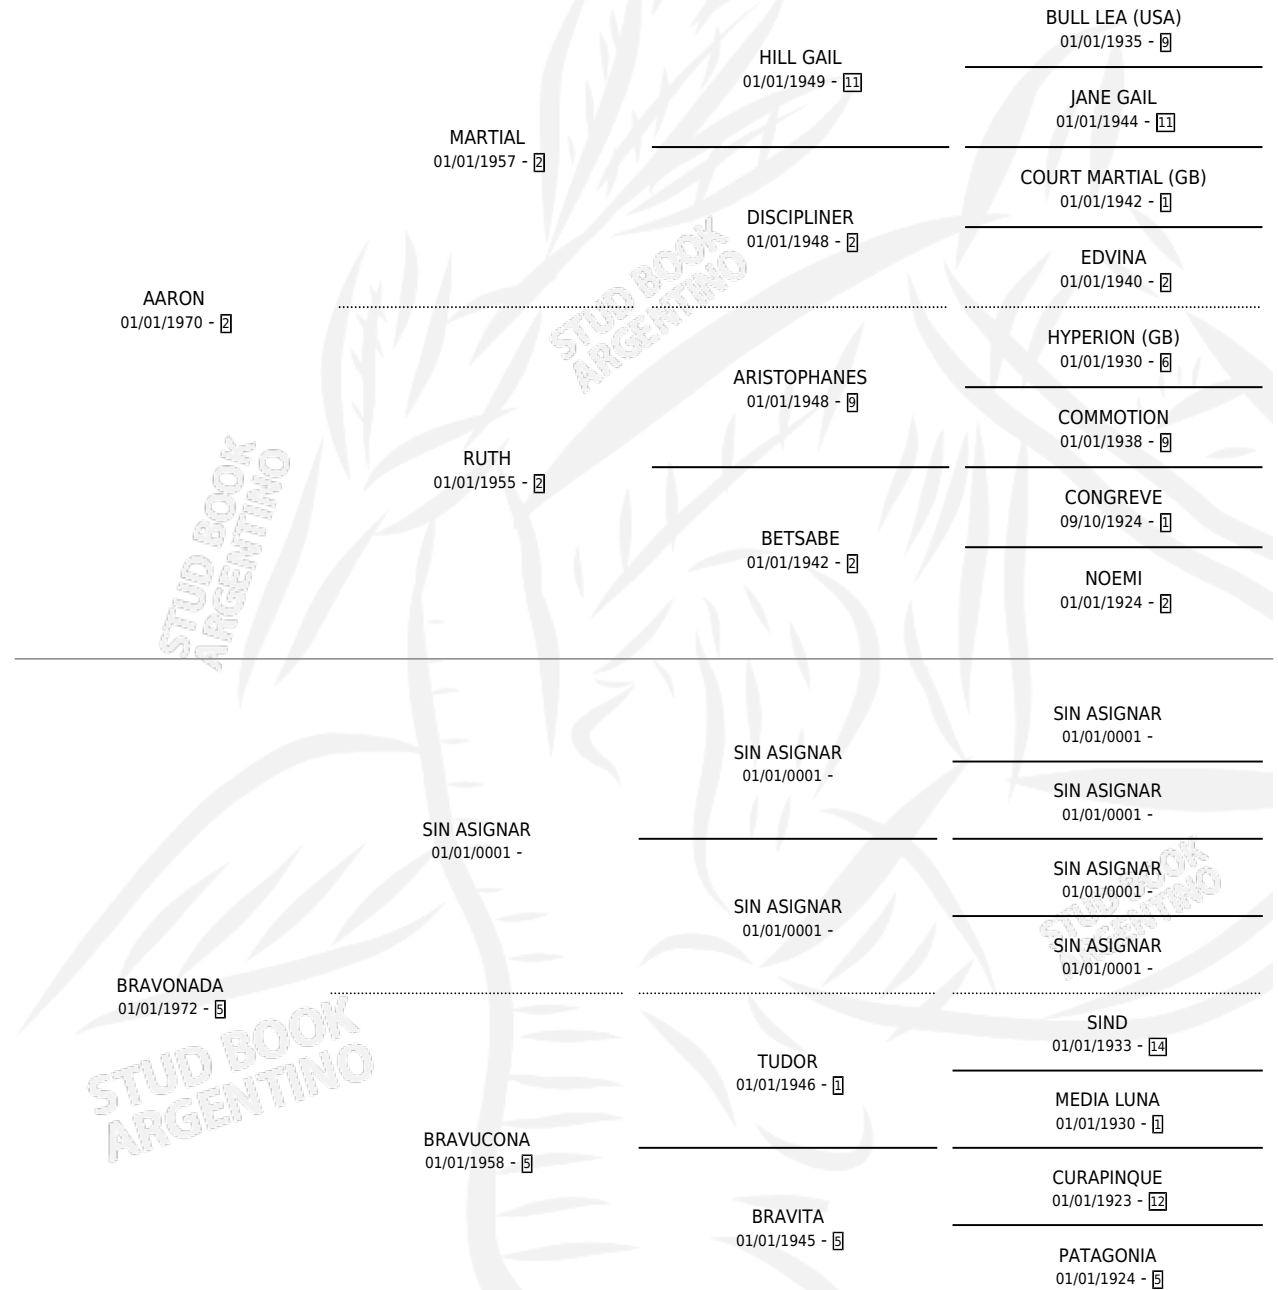 BULL LEA (USA)
01/01/1935 - 9
HILL GAIL
01/01/1949 - 11
JANE GAIL
01/01/1944 - 11
MARTIAL
01/01/1957 - 2
COURT MARTIAL (GB)
01/01/1942 - 1
DISCIPLINER
01/01/1948 - 2
EDVINA
01/01/1940 - 2
AARON
01/01/1970 - 2
STUD BOOK
ARGENTINO
HYPERION (GB)
01/01/1930 - 6
ARISTOPHANES
01/01/1948 - 9
COMMOTION
01/01/1938 - 9
RUTH
01/01/1955 - 2
CONGREVE
09/10/1924 - 1
BETSABE
01/01/1942 - 2
NOEMI
01/01/1924 - 2
STUD BOOK
ARGENTINO
SIN ASIGNAR
01/01/0001 -
SIN ASIGNAR
01/01/0001 -
SIN ASIGNAR
01/01/0001 -
SIN ASIGNAR
01/01/0001 -
SIN ASIGNAR
01/01/0001 -
SIN ASIGNAR
01/01/0001 -
SIN ASIGNAR
01/01/0001 -
STUD BOOK
ARGENTINO
BRAVONADA
01/01/1972 - 5
SIND
01/01/1933 - 14
TUDOR
01/01/1946 - 1
MEDIA LUNA
01/01/1930 - 1
STUD BOOK
ARGENTINO
BRAVUCONA
01/01/1958 - 5
CURAPINQUE
01/01/1923 - 12
BRAVITA
01/01/1945 - 5
PATAGONIA
01/01/1924 - 5